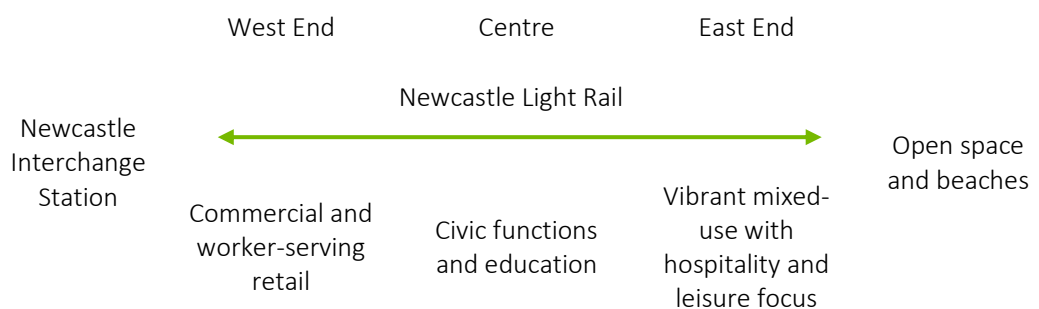 West End
Centre
East End
Newcastle Light Rail
Newcastle
Interchange
Station
Open space
and beaches
Commercial and
worker-serving
retail
Civic functions
and education
Vibrant mixed-
use with
hospitality and
leisure focus